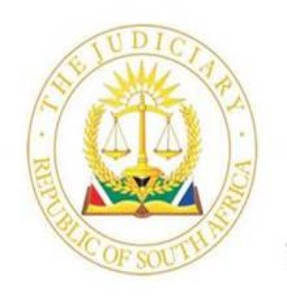 · THE JUDICIARY ·
REPUBLIC OF SOUTH AFRICA